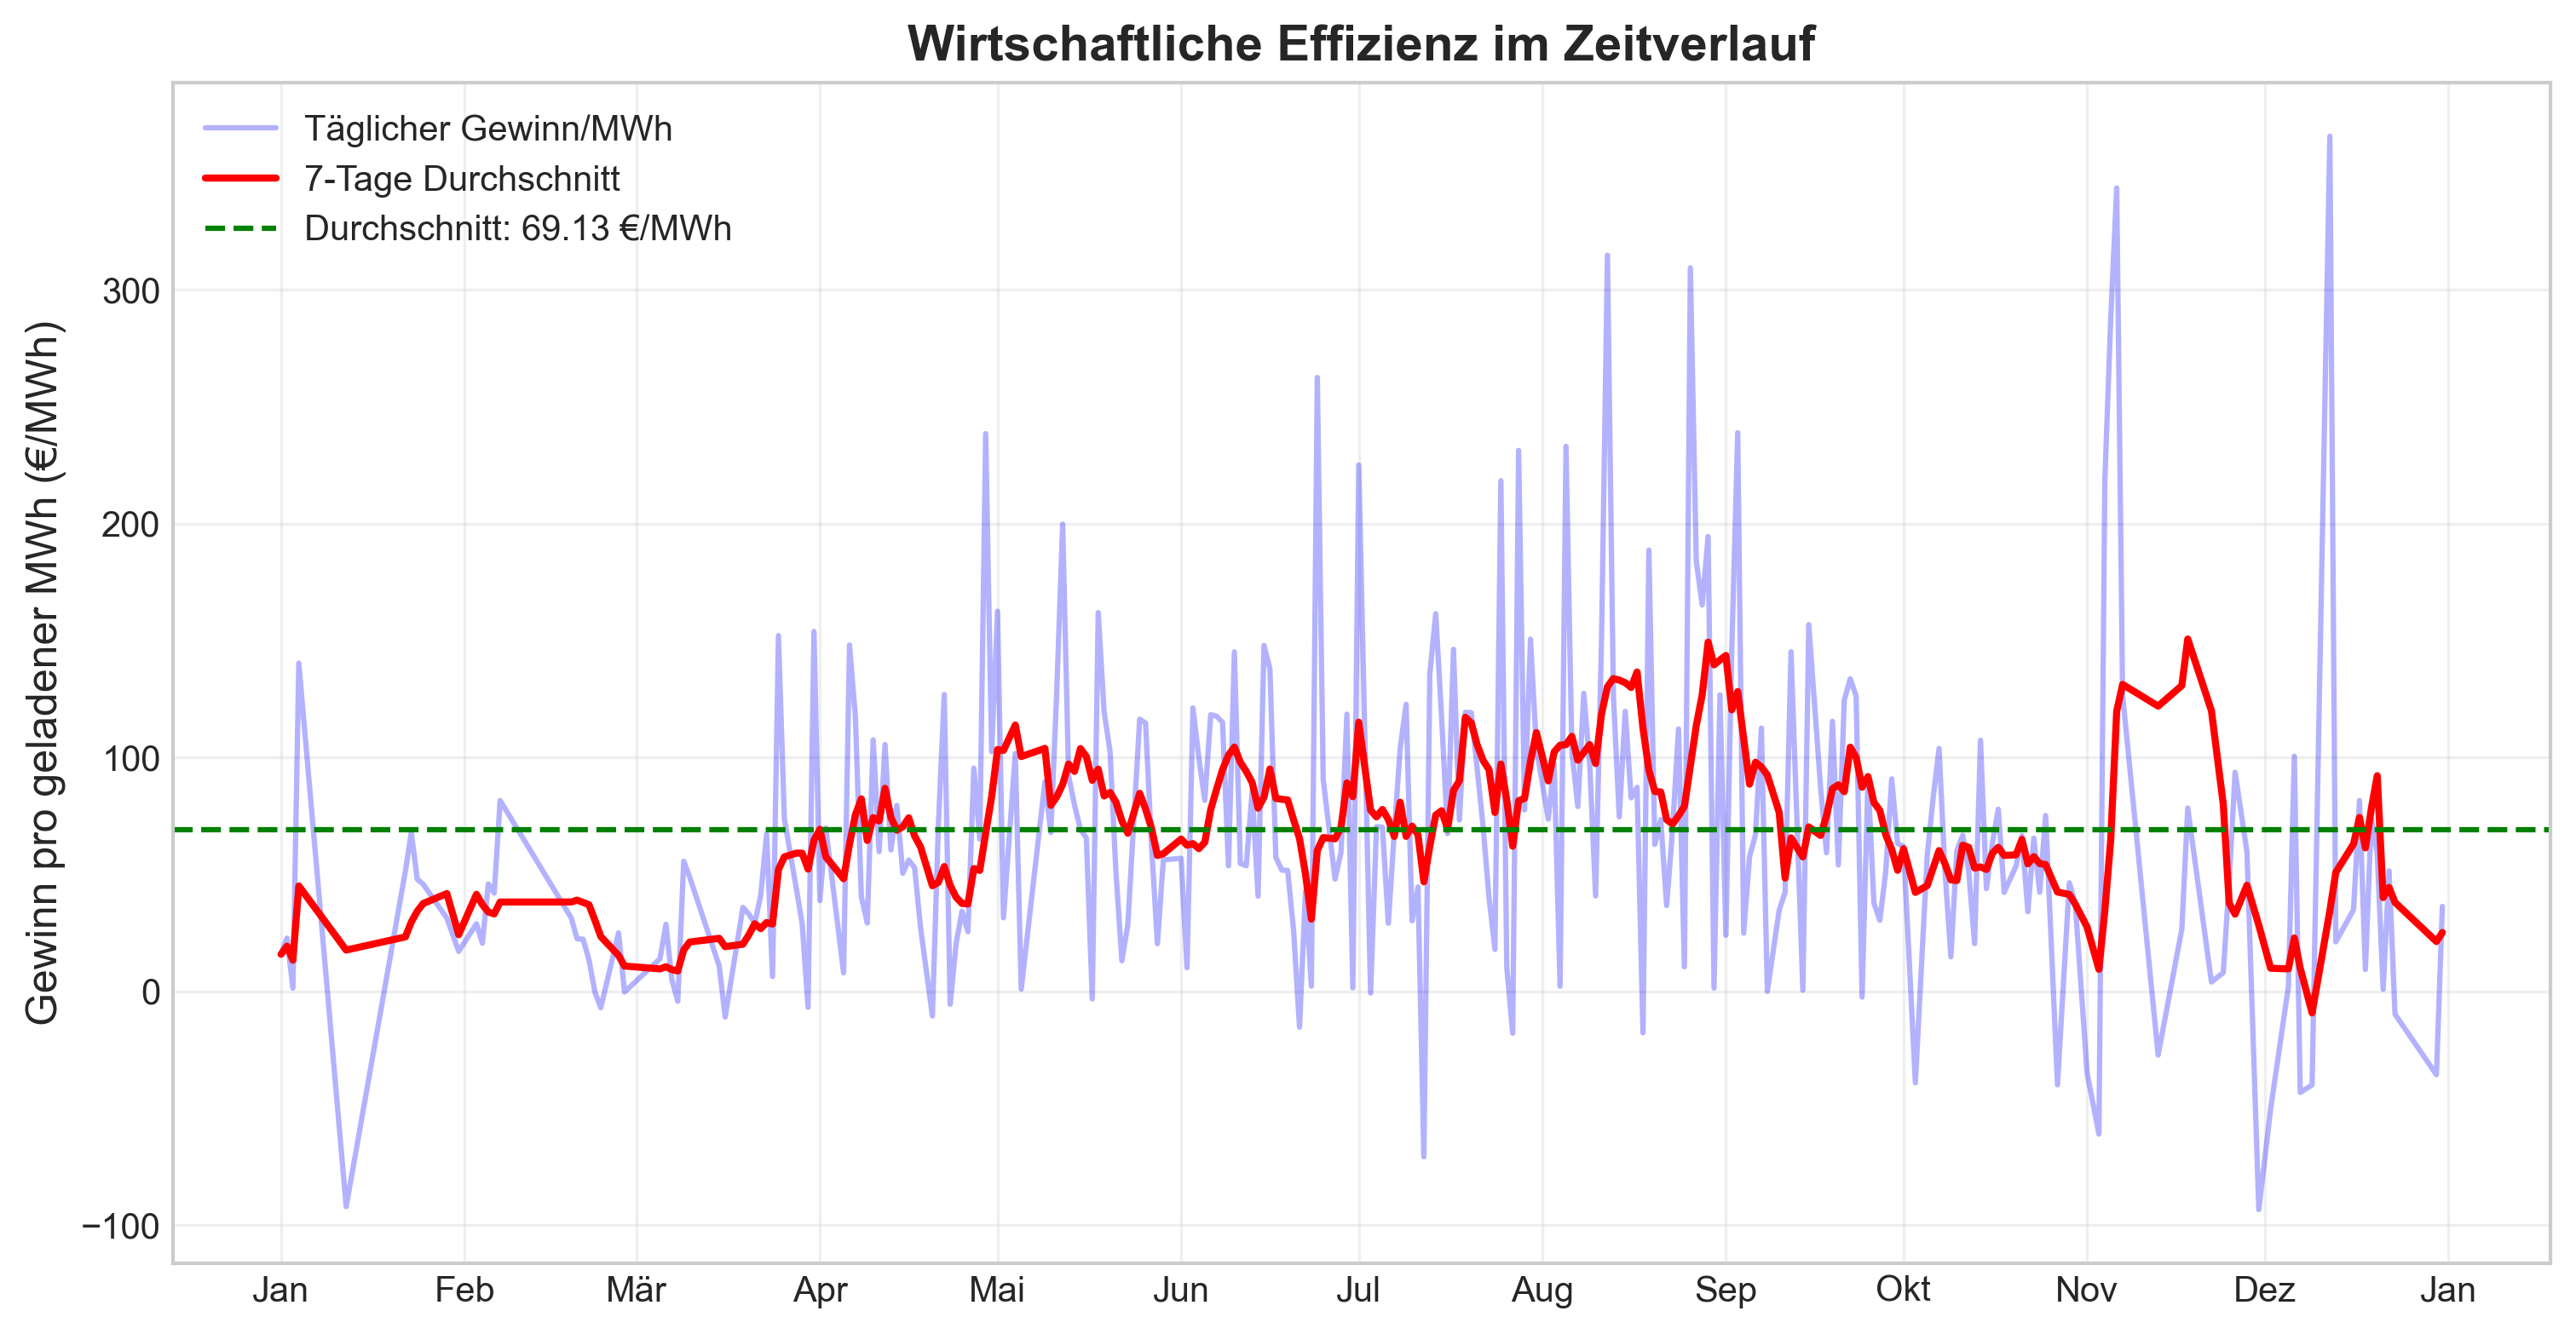 Wirtschaftliche Effizienz im Zeitverlauf
Täglicher Gewinn/MWh
7-Tage Durchschnitt
Durchschnitt: 69.13 €/MWh
Gewinn pro geladener MWh (€/MWh)
300
200
100
0
−100
Jan Feb Mär Apr Mai Jun Jul Aug Sep Okt Nov Dez Jan